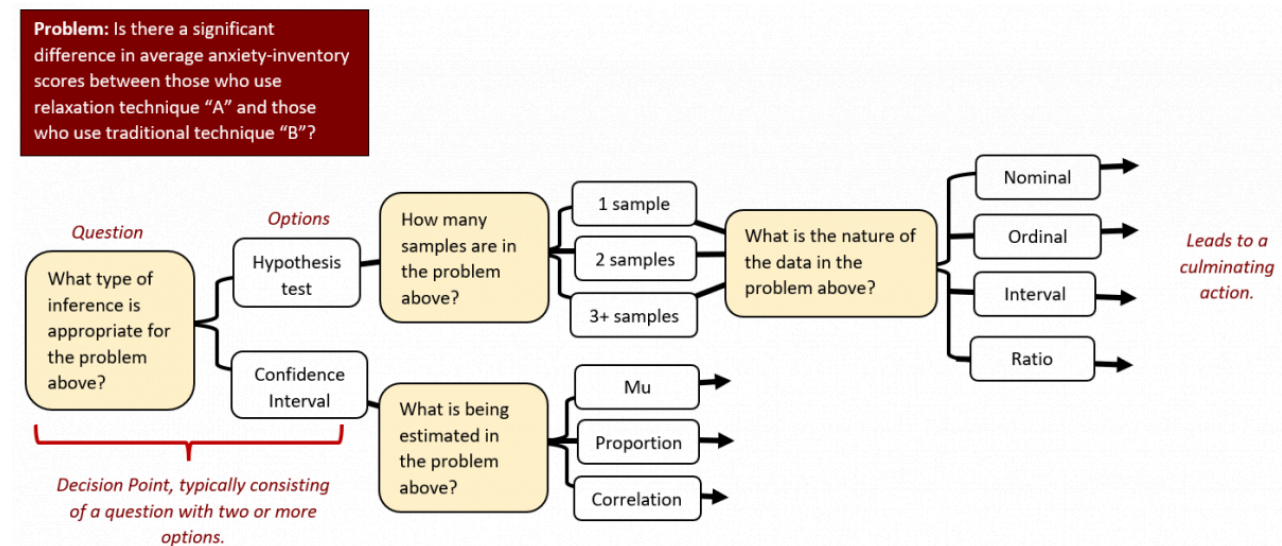 Problem: Is there a significant
difference in average anxiety-inventory
scores between those who use
relaxation technique “A” and those
who use traditional technique “B”?
Question
What type of
inference is
appropriate for
the problem
above?
Options
Hypothesis
test
Confidence
Interval
How many
samples are in
the problem
above?
1 sample
2 samples
3+ samples
What is the nature of
the data in the
problem above?
Nominal
Ordinal
Interval
Ratio
Leads to a
culminating
action.
What is being
estimated in
the problem
above?
Mu
Proportion
Correlation
Decision Point, typically consisting
of a question with two or more
options.